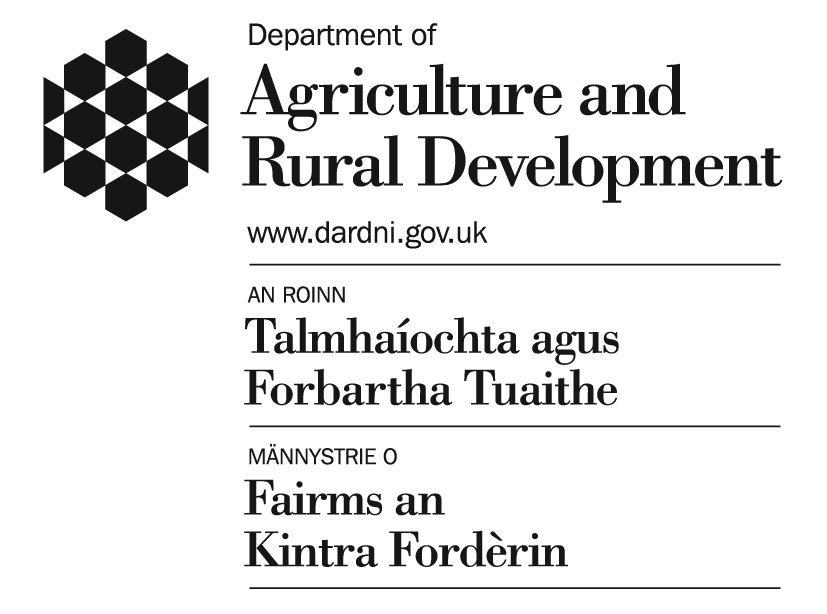 Department of
Agriculture and
Rural Development
www.dardni.gov.uk
AN ROINN
Talmhaíochta agus
Forbartha Tuaithe
MÄNNYSTRIE O
Fairms an
Kintra Fordèrin